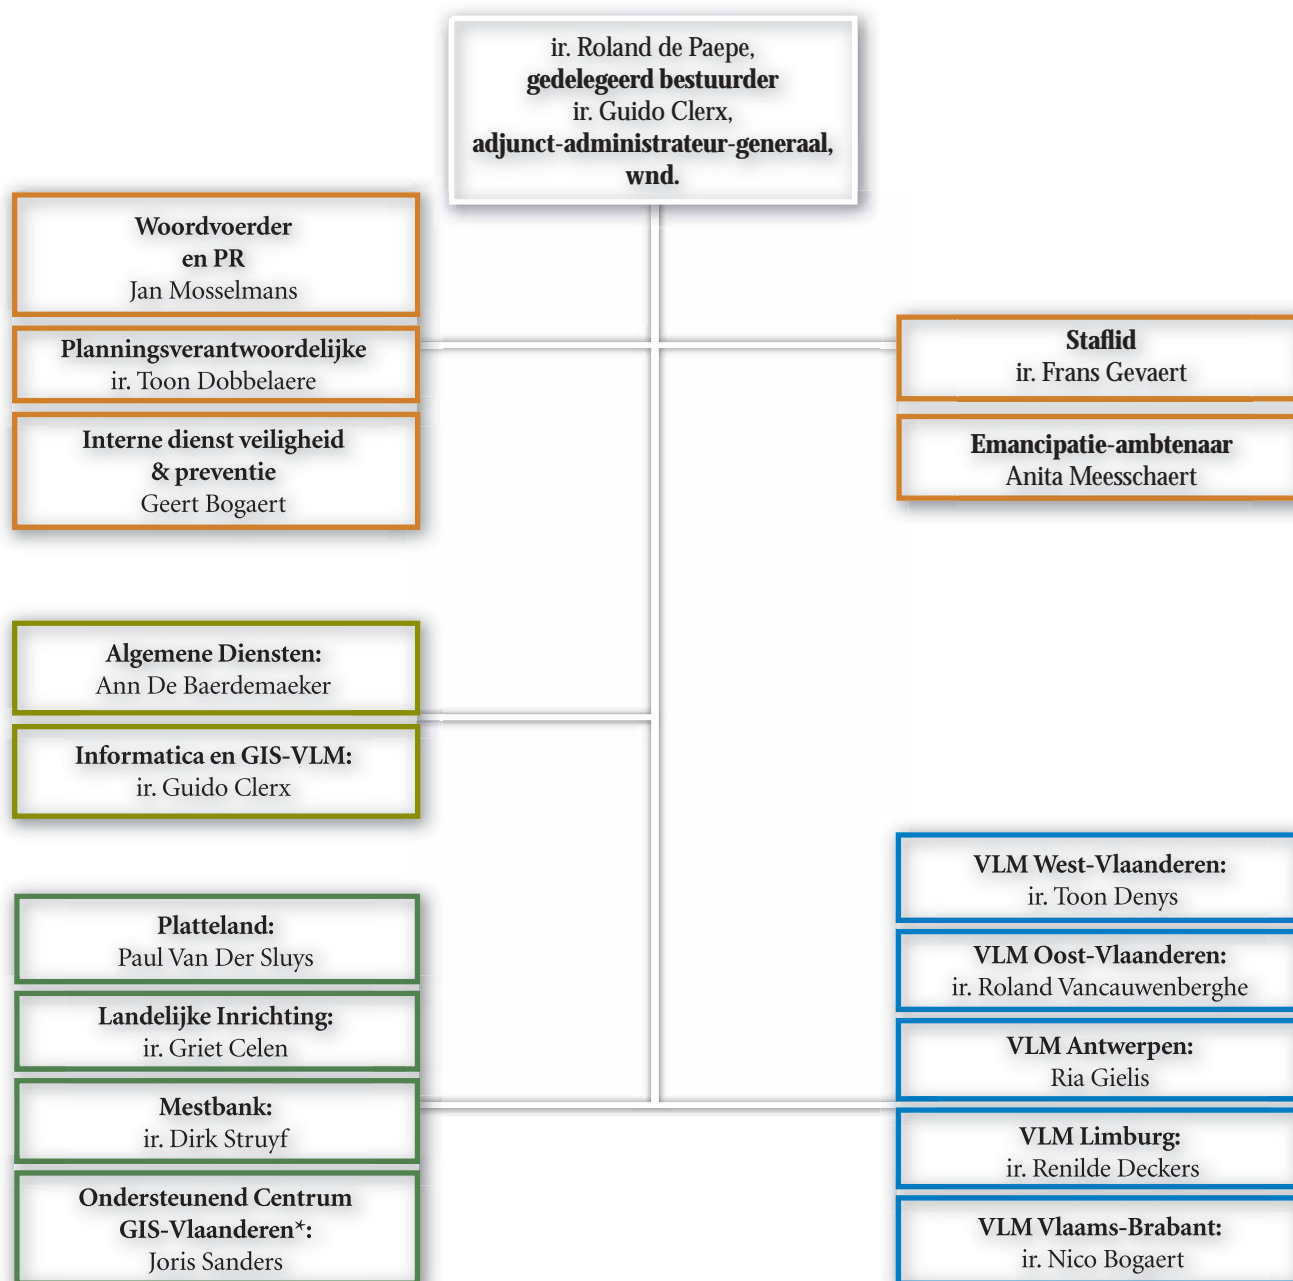 ir. Roland de Paepe,
gedelegeerd bestuurder
ir. Guido Clerx,
adjunct-administrateur-generaal,
wnd.
Woordvoerder
en PR
Jan Mosselmans
Planningsverantwoordelijke
ir. Toon Dobbelaere
Interne dienst veiligheid
& preventie
Geert Bogaert
Staflid
ir. Frans Gevaert
Emancipatie-ambtenaar
Anita Meesschaert
Algemene Diensten:
Ann De Baerdemaeker
Informatica en GIS-VLM:
ir. Guido Clerx
Platteland:
Paul Van Der Sluys
Landelijke Inrichting:
ir. Griet Celen
Mestbank:
ir. Dirk Struyf
Ondersteunend Centrum
GIS-Vlaanderen*:
Joris Sanders
VLM West-Vlaanderen:
ir. Toon Denys
VLM Oost-Vlaanderen:
ir. Roland Vancauwenberghe
VLM Antwerpen:
Ria Gielis
VLM Limburg:
ir. Renilde Deckers
VLM Vlaams-Brabant:
ir. Nico Bogaert